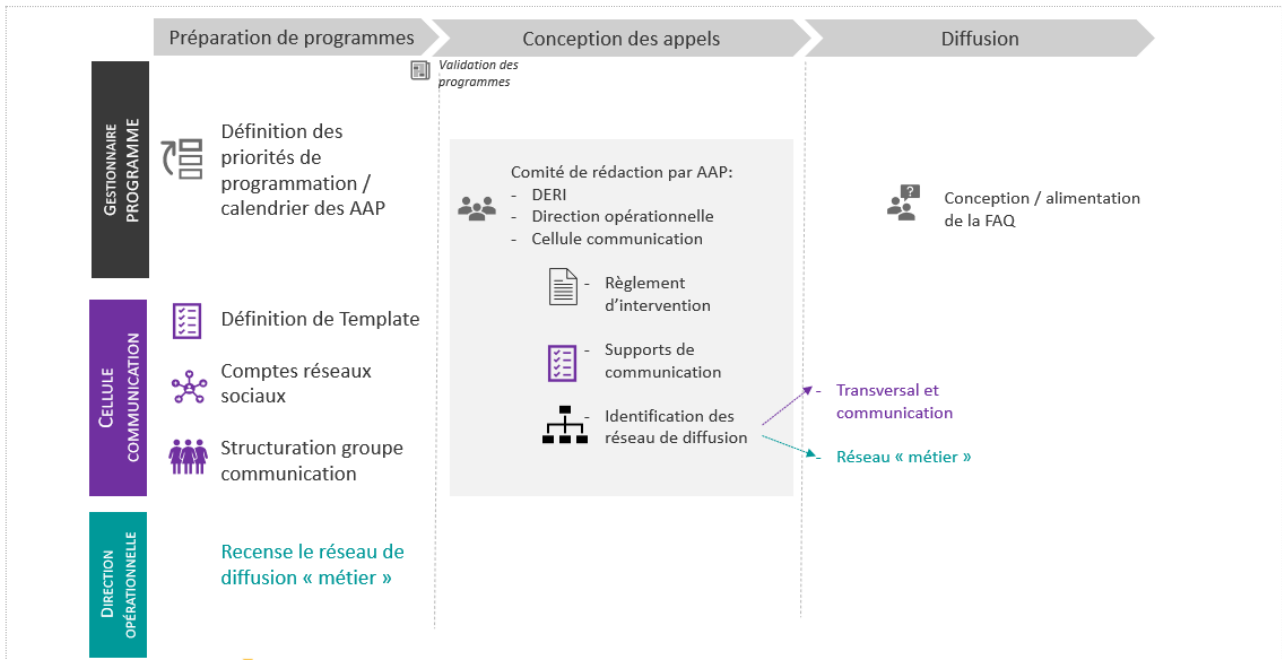 Préparation de programmes
Conception des appels
Diffusion
Validation des
programmes
GESTIONNAIRE
PROGRAMME
Définition des
priorités de
programmation /
calendrier des AAP
Comité de rédaction par AAP:
- DERI
- Direction opérationnelle
- Cellule communication
Conception / alimentation
de la FAQ
- Règlement
d'intervention
CELLULE
COMMUNICATION
Définition de Template
Comptes réseaux
sociaux
Structuration groupe
communication
- Supports de
communication
- Identification des
réseau de diffusion
- Transversal et
communication
- Réseau « métier »
DIRECTION
OPÉRATIONNELLE
Recense le réseau de
diffusion « métier »